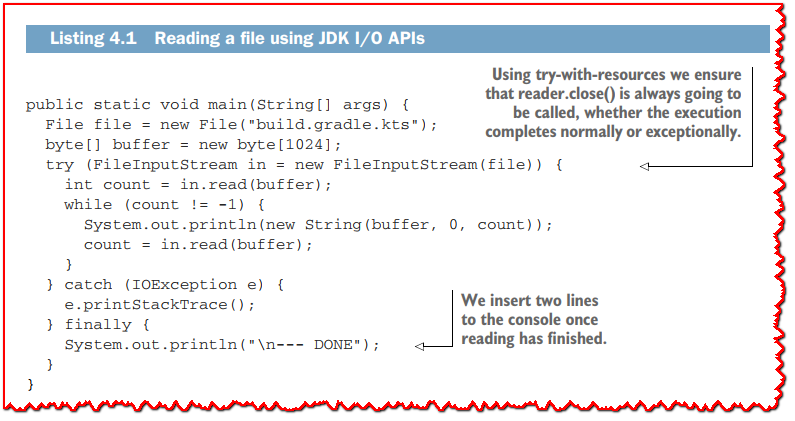 Listing 4.1 Reading a file using JDK I/O APIs
Using try-with-resources we ensure
that reader.close() is always going to
be called, whether the execution
completes normally or exceptionally.
public static void main(String[] args) {
File file = new File("build.gradle.kts");
byte[] buffer = new byte[1024];
try (FileInputStream in = new FileInputStream(file)) {
int count = in.read(buffer);
while (count != -1) {
System.out.println(new String(buffer, 0, count));
count = in.read(buffer);
}
} catch (IOException e) {
e.printStackTrace();
} finally {
System.out.println("\n--- DONE");
}
}
We insert two lines
to the console once
reading has finished.